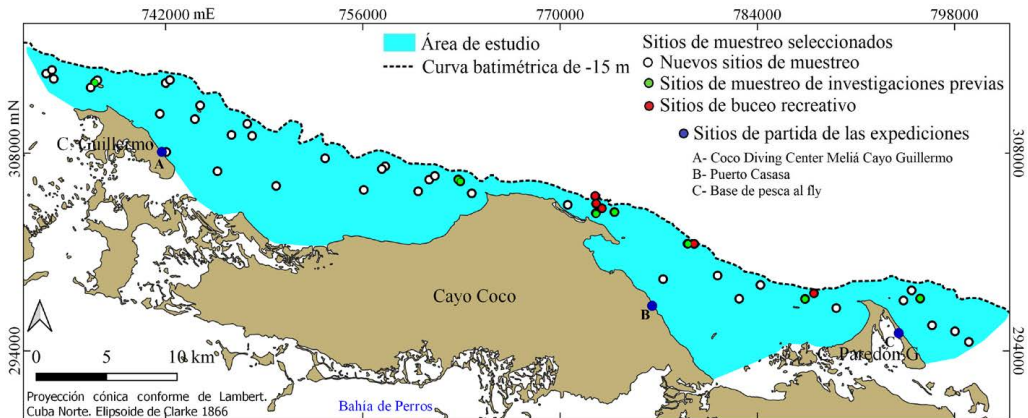 742000 mE
756000
770000
784000
798000
Área de estudio
Curva batimétrica de -15 m
Sitios de muestreo seleccionados
Nuevos sitios de muestreo
Sitios de muestro de investigaciones previas
Sitios de buceo recreativo
Sitios de partida de las expediciones
A- Coco Diving Center Meliá Cayo Guillermo
B- Puerto Casasa
C- Base de pesca al fly
308000 mN
308000
C. Guillermo
A
Cayo Coco
B
C. Paredón G.
C
294000
294000
0 5 10 km
Proyección cónica conforme de Lambert.
Cuba Norte. Elipsoide de Clarke 1866
Bahía de Perros